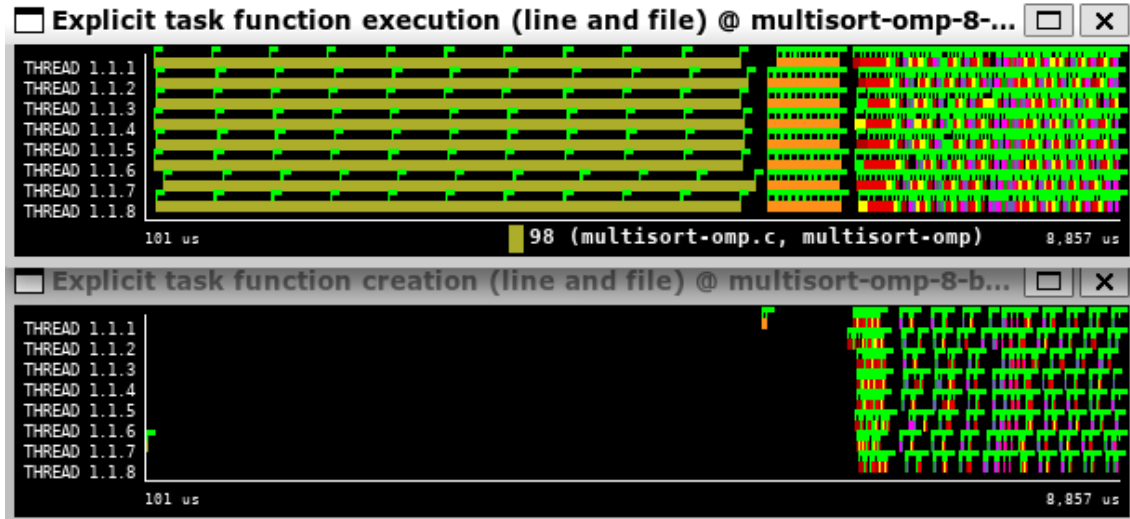 Explicit task function execution (line and file) @ multisort-omp-8-...
THREAD 1.1.1
THREAD 1.1.2
THREAD 1.1.3
THREAD 1.1.4
THREAD 1.1.5
THREAD 1.1.6
THREAD 1.1.7
THREAD 1.1.8
101 us
98 (multisort-omp.c, multisort-omp)
8,857 us
Explicit task function creation (line and file) @ multisort-omp-8-b...
THREAD 1.1.1
THREAD 1.1.2
THREAD 1.1.3
THREAD 1.1.4
THREAD 1.1.5
THREAD 1.1.6
THREAD 1.1.7
THREAD 1.1.8
101 us
8,857 us